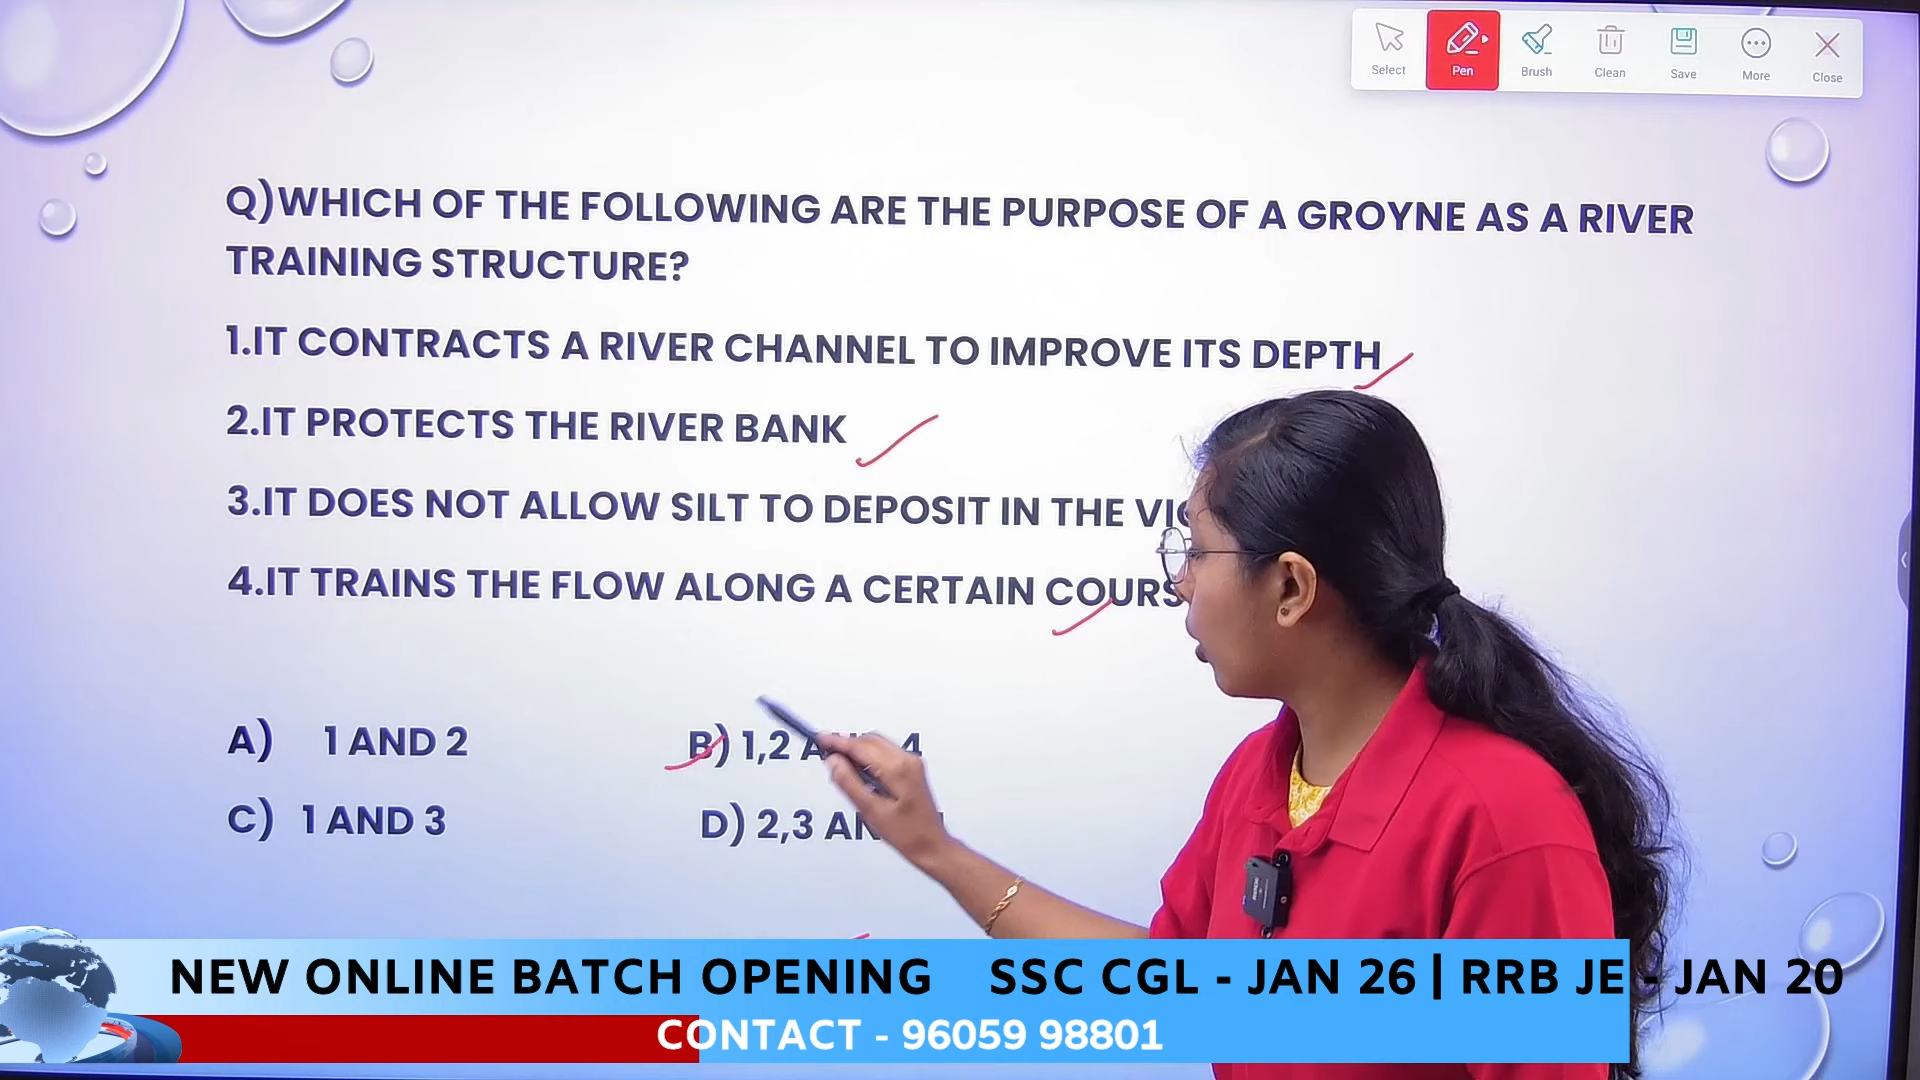 Select Pen Brush Clean Save More Close
Q)WHICH OF THE FOLLOWING ARE THE PURPOSE OF A GROYNE AS A RIVER
TRAINING STRUCTURE?
1.IT CONTRACTS A RIVER CHANNEL TO IMPROVE ITS DEPTH
2.IT PROTECTS THE RIVER BANK
3.IT DOES NOT ALLOW SILT TO DEPOSIT IN THE
4.IT TRAINS THE FLOW ALONG A CERTAIN
A) 1 AND 2 B) 1,2 4
C) 1 AND 3 D) 2,3
NEW ONLINE BATCH OPENING SSC CGL - JAN 26 | RRB JE - JAN 20
CONTACT - 96059 98801